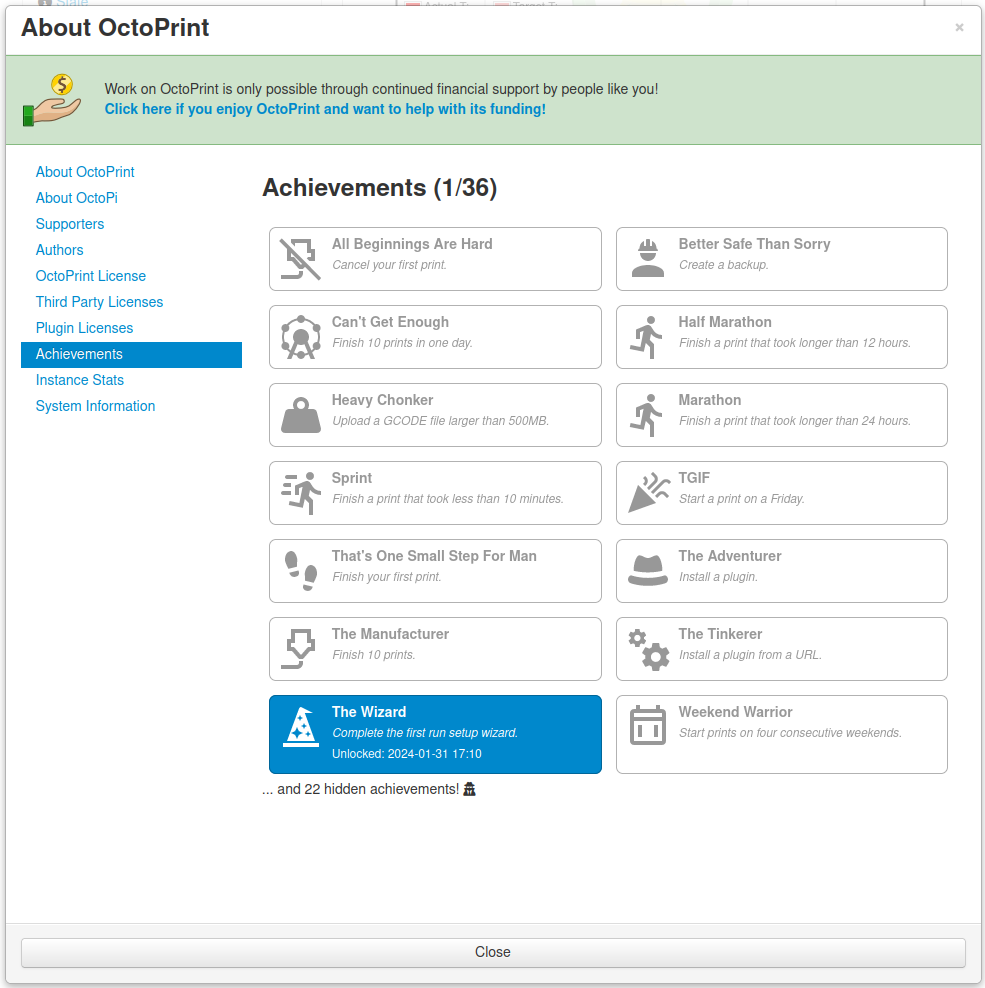 State
Actual T:
Target T:
About OctoPrint
×
$
Work on OctoPrint is only possible through continued financial support by people like you!
Click here if you enjoy OctoPrint and want to help with its funding!
About OctoPrint
About OctoPi
Supporters
Authors
OctoPrint License
Third Party Licenses
Plugin Licenses
Achievements
Instance Stats
System Information
Achievements (1/36)
All Beginnings Are Hard
Cancel your first print.
Better Safe Than Sorry
Create a backup.
Can't Get Enough
Finish 10 prints in one day.
Half Marathon
Finish a print that took longer than 12 hours.
Heavy Chonker
Upload a GCODE file larger than 500MB.
Marathon
Finish a print that took longer than 24 hours.
Sprint
Finish a print that took less than 10 minutes.
TGIF
Start a print on a Friday.
That's One Small Step For Man
Finish your first print.
The Adventurer
Install a plugin.
The Manufacturer
Finish 10 prints.
The Tinkerer
Install a plugin from a URL.
The Wizard
Complete the first run setup wizard.
Unlocked: 2024-01-31 17:10
Weekend Warrior
Start prints on four consecutive weekends.
... and 22 hidden achievements!
Close